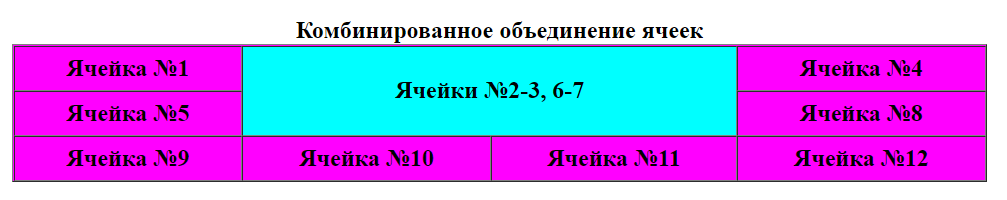 Комбинированное объединение ячеек
Ячейка №1
Ячейки №2-3, 6-7
Ячейка №4
Ячейка №5
Ячейка №8
Ячейка №9
Ячейка №10
Ячейка №11
Ячейка №12